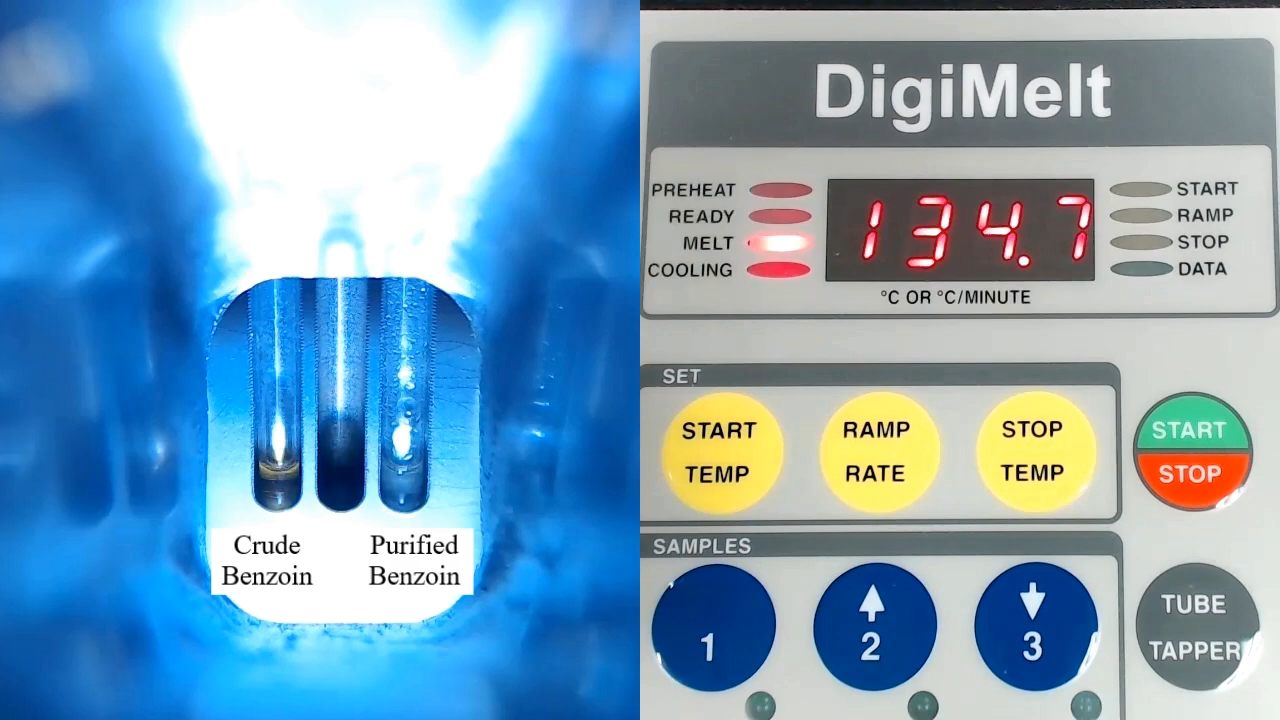 Crude
Benzoin
Purified
Benzoin
DigiMelt
PREHEAT
READY
MELT
COOLING
134.7
START
RAMP
STOP
DATA
°C OR °C/MINUTE
SET
START
TEMP
RAMP
RATE
STOP
TEMP
START
STOP
SAMPLES
1
2
3
TUBE
TAPPER